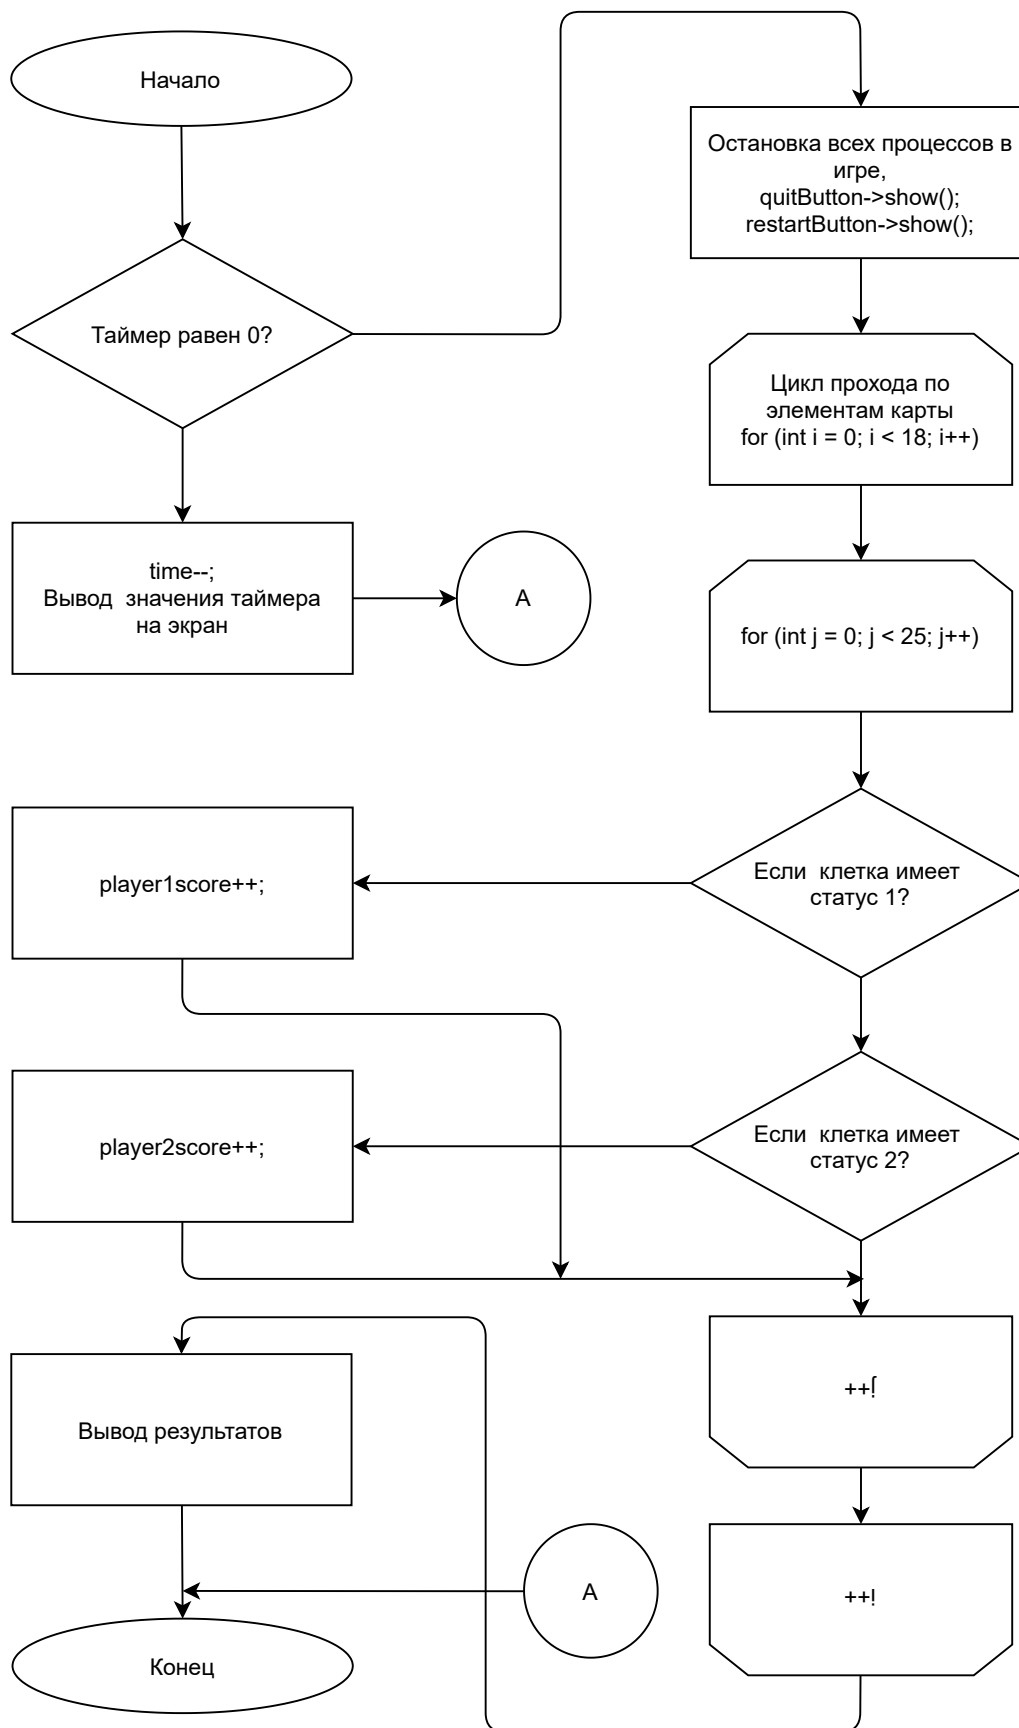 Начало
Таймер равен 0?
time--;
Вывод значения таймера
на экран
A
Остановка всех процессов в
игре,
quitButton->show();
restartButton->show();
Цикл прохода по
элементам карты
for (int i = 0; i < 18; i++)
for (int j = 0; j < 25; j++)
Если клетка имеет
статус 1?
player1score++;
Если клетка имеет
статус 2?
player2score++;
j++
i++
Вывод результатов
A
Конец